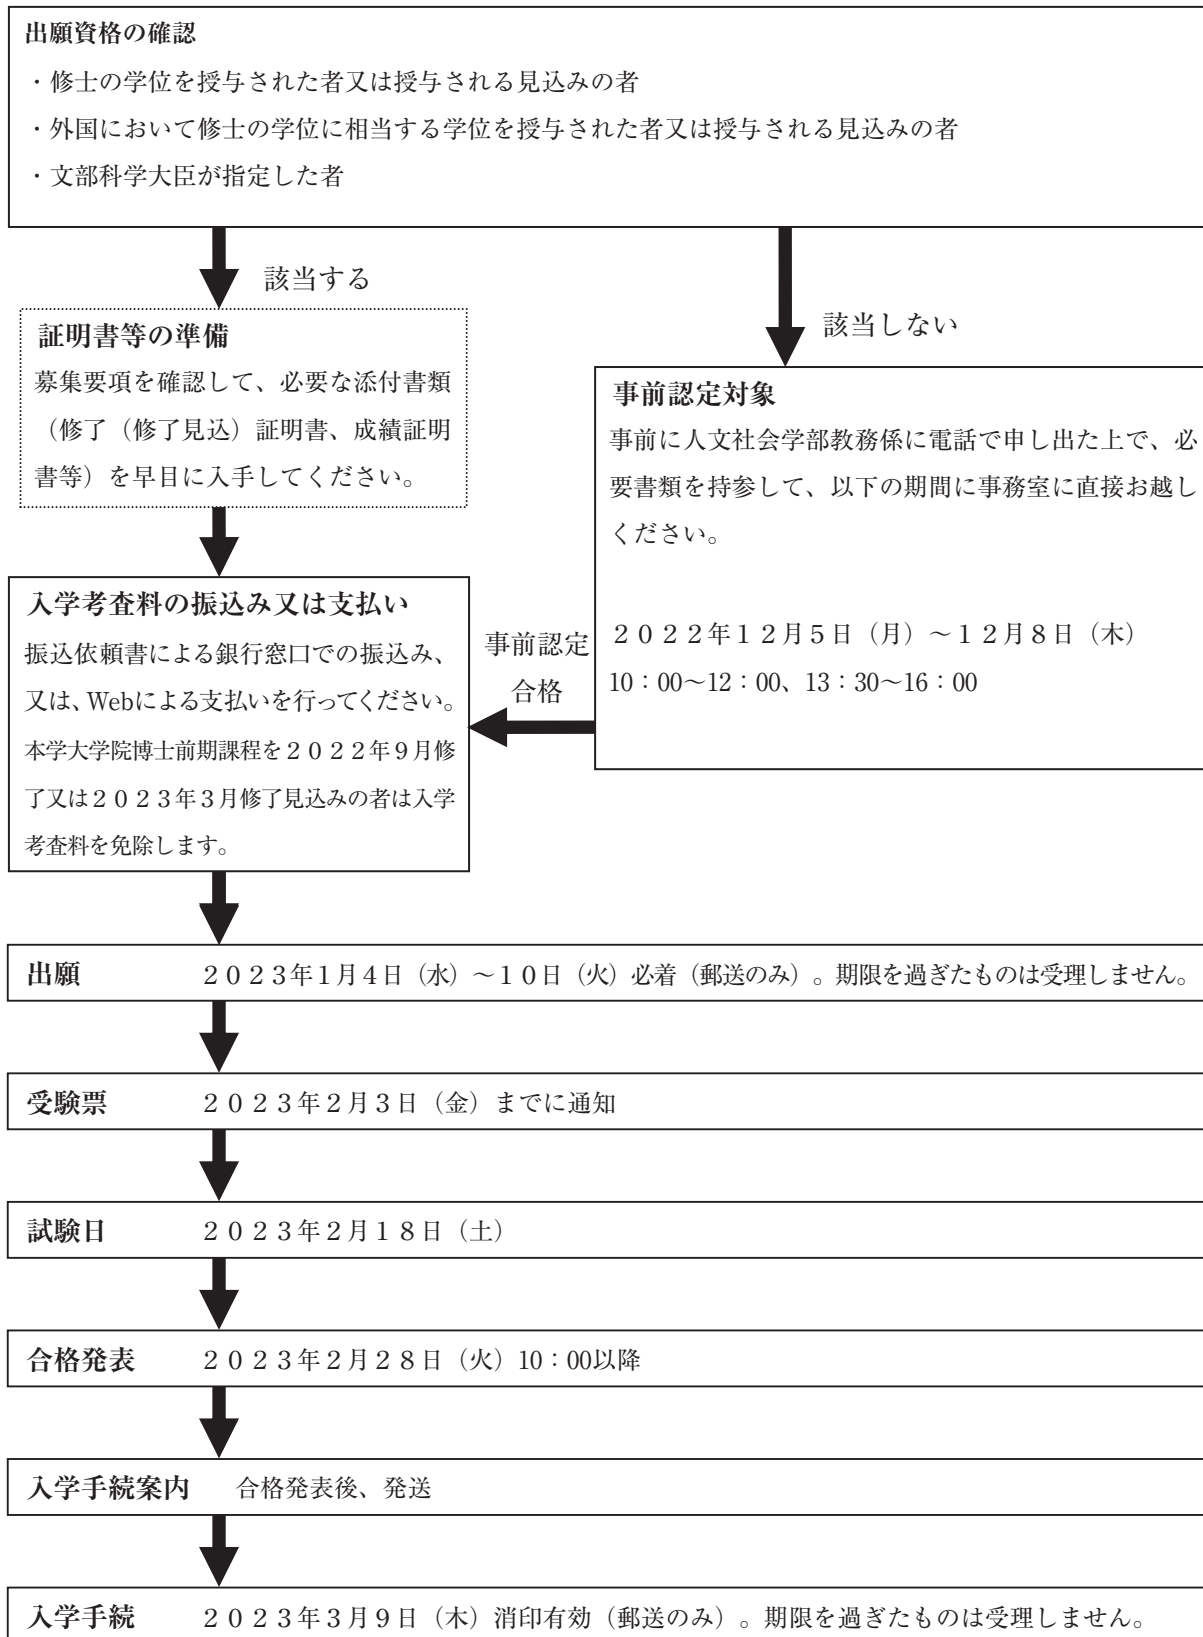 出願資格の確認
・修士の学位を授与された者又は授与される見込みの者
・外国において修士の学位に相当する学位を授与された者又は授与される見込みの者
・文部科学大臣が指定した者
該当する
該当しない
証明書等の準備
募集要項を確認して、必要な添付書類
（修了（修了見込）証明書、成績証明
書等）を早目に入手してください。
事前認定対象
事前に人文社会学部教務係に電話で申し出た上で、必
要書類を持参して、以下の期間に事務室に直接お越し
ください。
２０２２年１２月５日（月）～１２月８日（木）
10：00～12：00、13：30～16：00
事前認定
合格
入学考査料の振込み又は支払い
振込依頼書による銀行窓口での振込み、
又は、Webによる支払いを行ってください。
本学大学院博士前期課程を２０２２年９月修
了又は２０２３年３月修了見込みの者は入学
考査料を免除します。
出願　２０２３年１月４日（水）～１０日（火）必着（郵送のみ）。期限を過ぎたものは受理しません。
受験票　２０２３年２月３日（金）までに通知
試験日　２０２３年２月１８日（土）
合格発表　２０２３年２月２８日（火）10：00以降
入学手続案内　合格発表後、発送
入学手続　２０２３年３月９日（木）消印有効（郵送のみ）。期限を過ぎたものは受理しません。